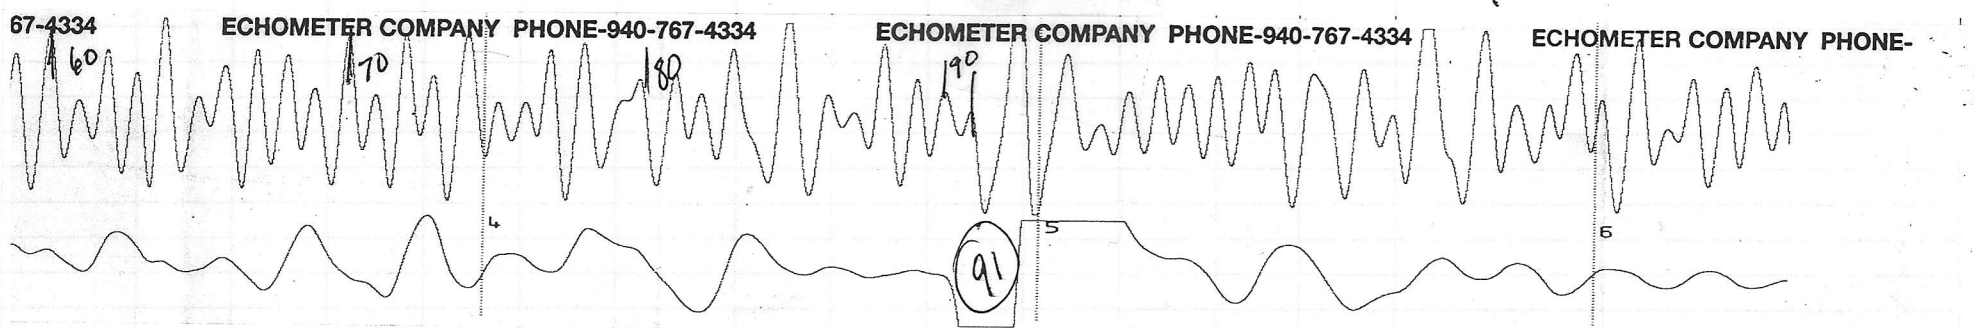 67-4334 ECHOMETER COMPANY PHONE-940-767-4334 ECHOMETER COMPANY PHONE-940-767-4334 ECHOMETER COMPANY PHONE-
60 70 80 90
4 5 6
91